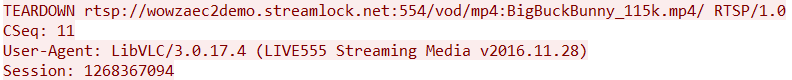 TEARDOWN rtsp://wowzaec2demo.streamlock.net:554/vod/mp4:BigBuckBunny_115k.mp4/ RTSP/1.0
CSeq: 11
User-Agent: LibVLC/3.0.17.4 (LIVE555 Streaming Media v2016.11.28)
Session: 1268367094